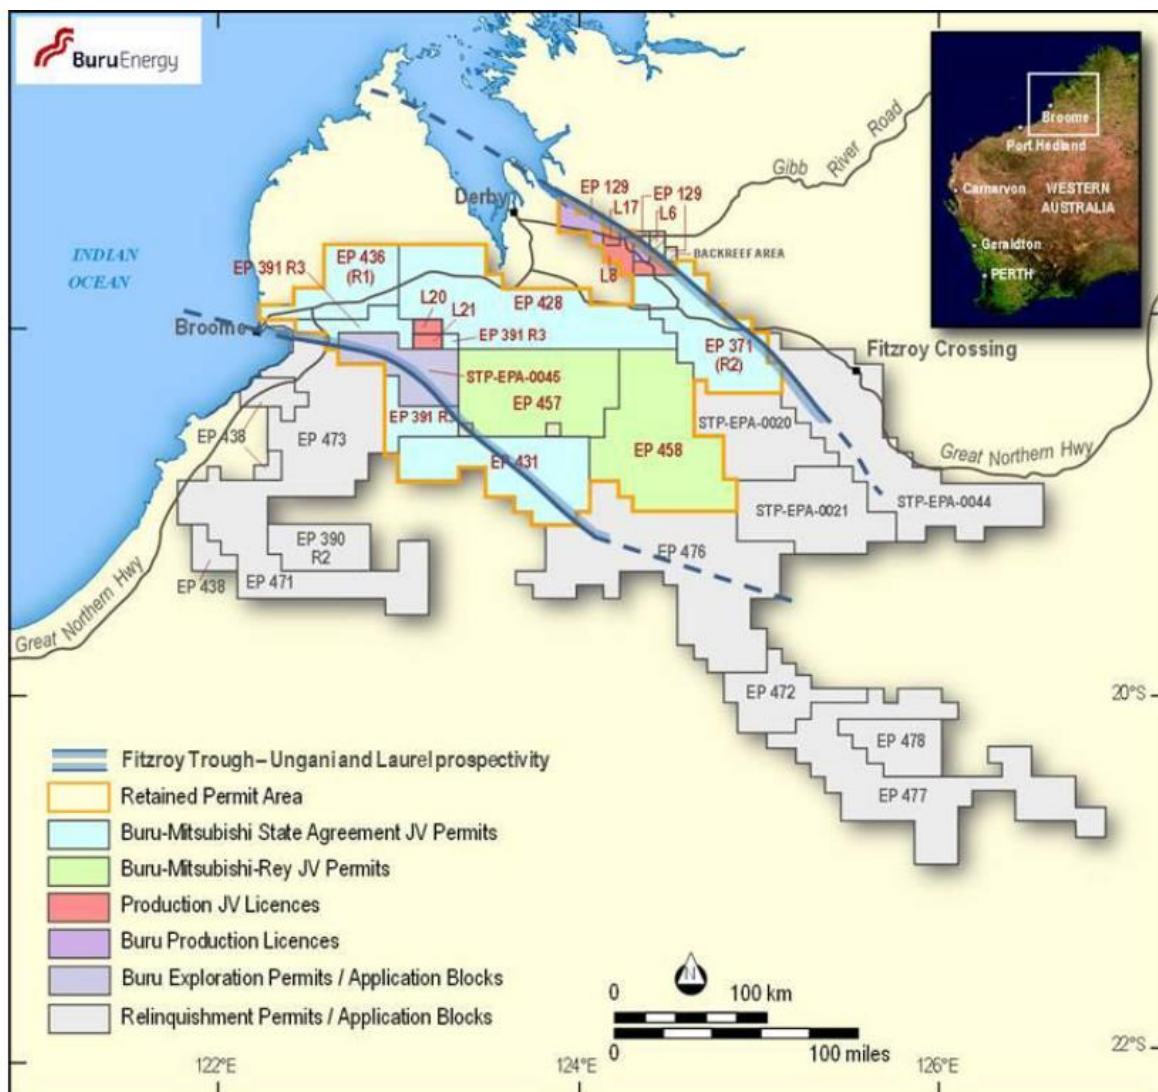 BuruEnergy
Broome
Port Hedland
Carnarvon
WESTERN
AUSTRALIA
Geraldton
PERTH
Gibb River Road
INDIAN
OCEAN
Derby
EP 129
L17
EP 129
L6
BACKREEF AREA
L8
EP 436
(R1)
EP 391 R3
EP 428
L20
L21
EP 391 R3
Broome
EP 371
(R2)
Fitzroy Crossing
STP-EPA-0046
EP 457
EP 391 R3
STP-EPA-0020
EP 438
EP 473
EP 431
EP 458
Great Northern Hwy
STP-EPA-0044
STP-EPA-0021
EP 390
R2
EP 476
EP 438
EP 471
Great Northern Hwy
EP 472
20°S
EP 478
EP 477
Fitzroy Trough – Ungani and Laurel prospectivity
Retained Permit Area
Buru-Mitsubishi State Agreement JV Permits
Buru-Mitsubishi-Rey JV Permits
Production JV Licences
Buru Production Licences
Buru Exploration Permits / Application Blocks
Relinquishment Permits / Application Blocks
N
0 100 km
0 100 miles
22°S
122°E
124°E
126°E